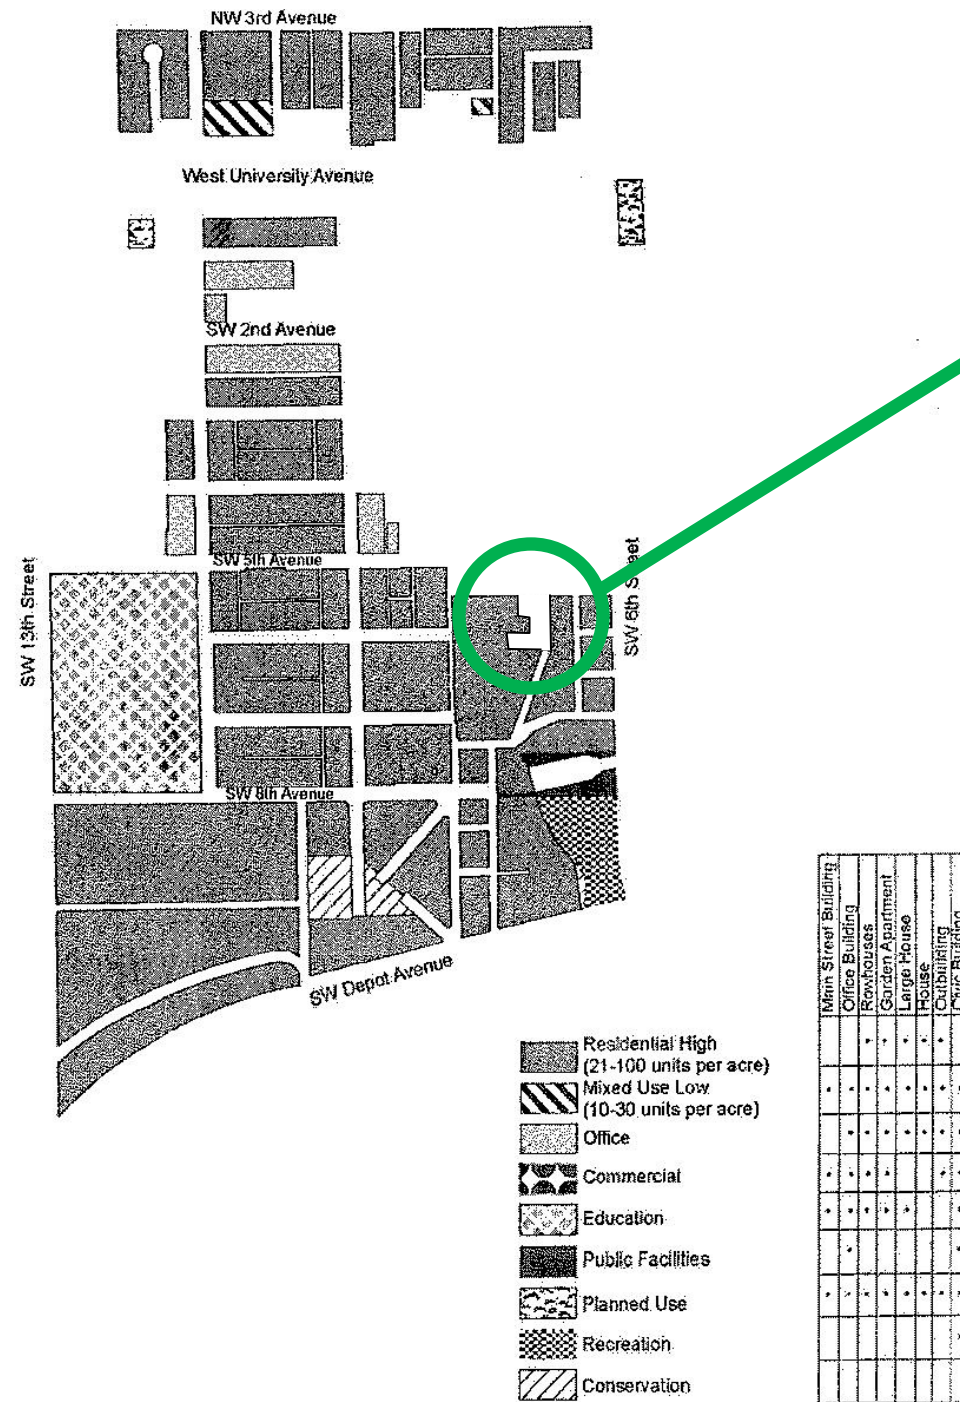 NW 3rd Avenue
West University Avenue
SW 2nd Avenue
SW 5th Avenue
SW 13th Street
SW 6th Street
SW 8th Avenue
SW Depot Avenue
Residential High
(21-100 units per acre)
Mixed Use Low
(10-30 units per acre)
Office
Commercial
Education
Public Facilities
Planned Use
Recreation
Conservation
Main Street Building
Office Building
Rowhouses
Garden Apartment
Large House
House
Outbuilding
Civic Building